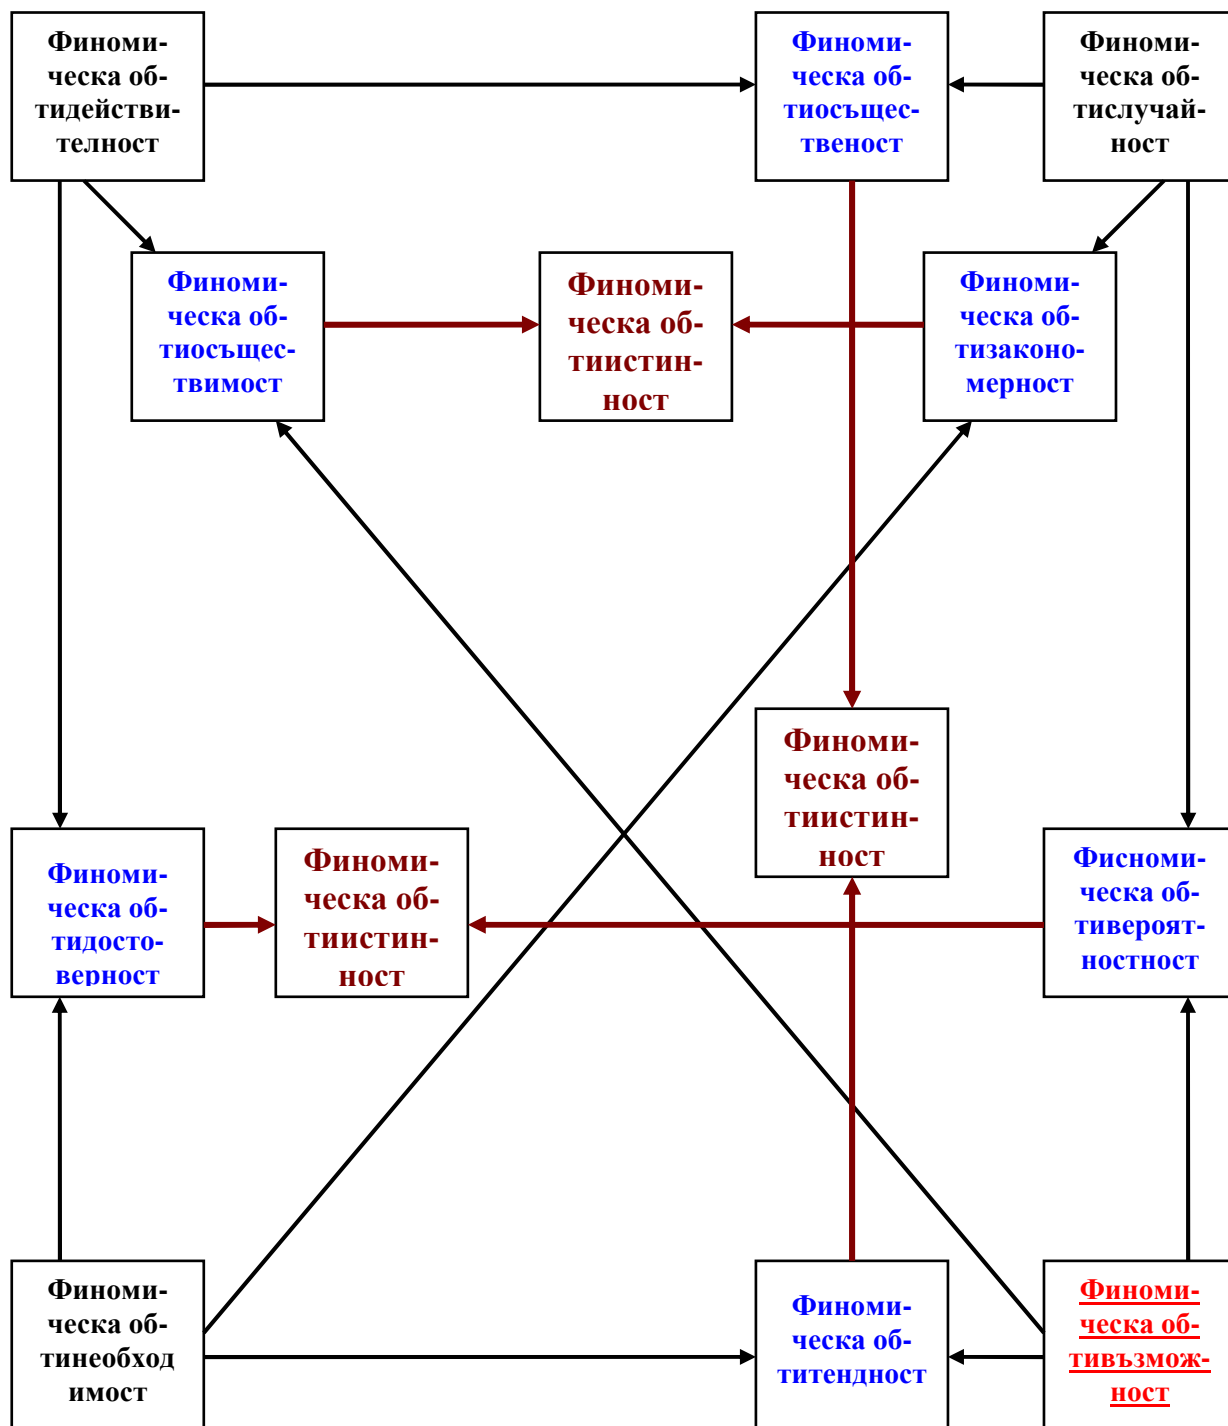 Финоми-
ческа об-
тидействи-
телност
Финоми-
ческа об-
тиосъщес-
твеност
Финоми-
ческа об-
тислучай-
ност
Финоми-
ческа об-
тиосъщес-
твимост
Финоми-
ческа об-
тиистин-
ност
Финоми-
ческа об-
тизаконо-
мерност
Финоми-
ческа об-
тиистин-
ност
Финоми-
ческа об-
тидосто-
верност
Финоми-
ческа об-
тиистин-
ност
Фисноми-
ческа об-
тивероят-
ностност
Финоми-
ческа об-
тинеобход
имост
Финоми-
ческа об-
титендност
Финоми-
ческа об-
тивъзмож-
ност